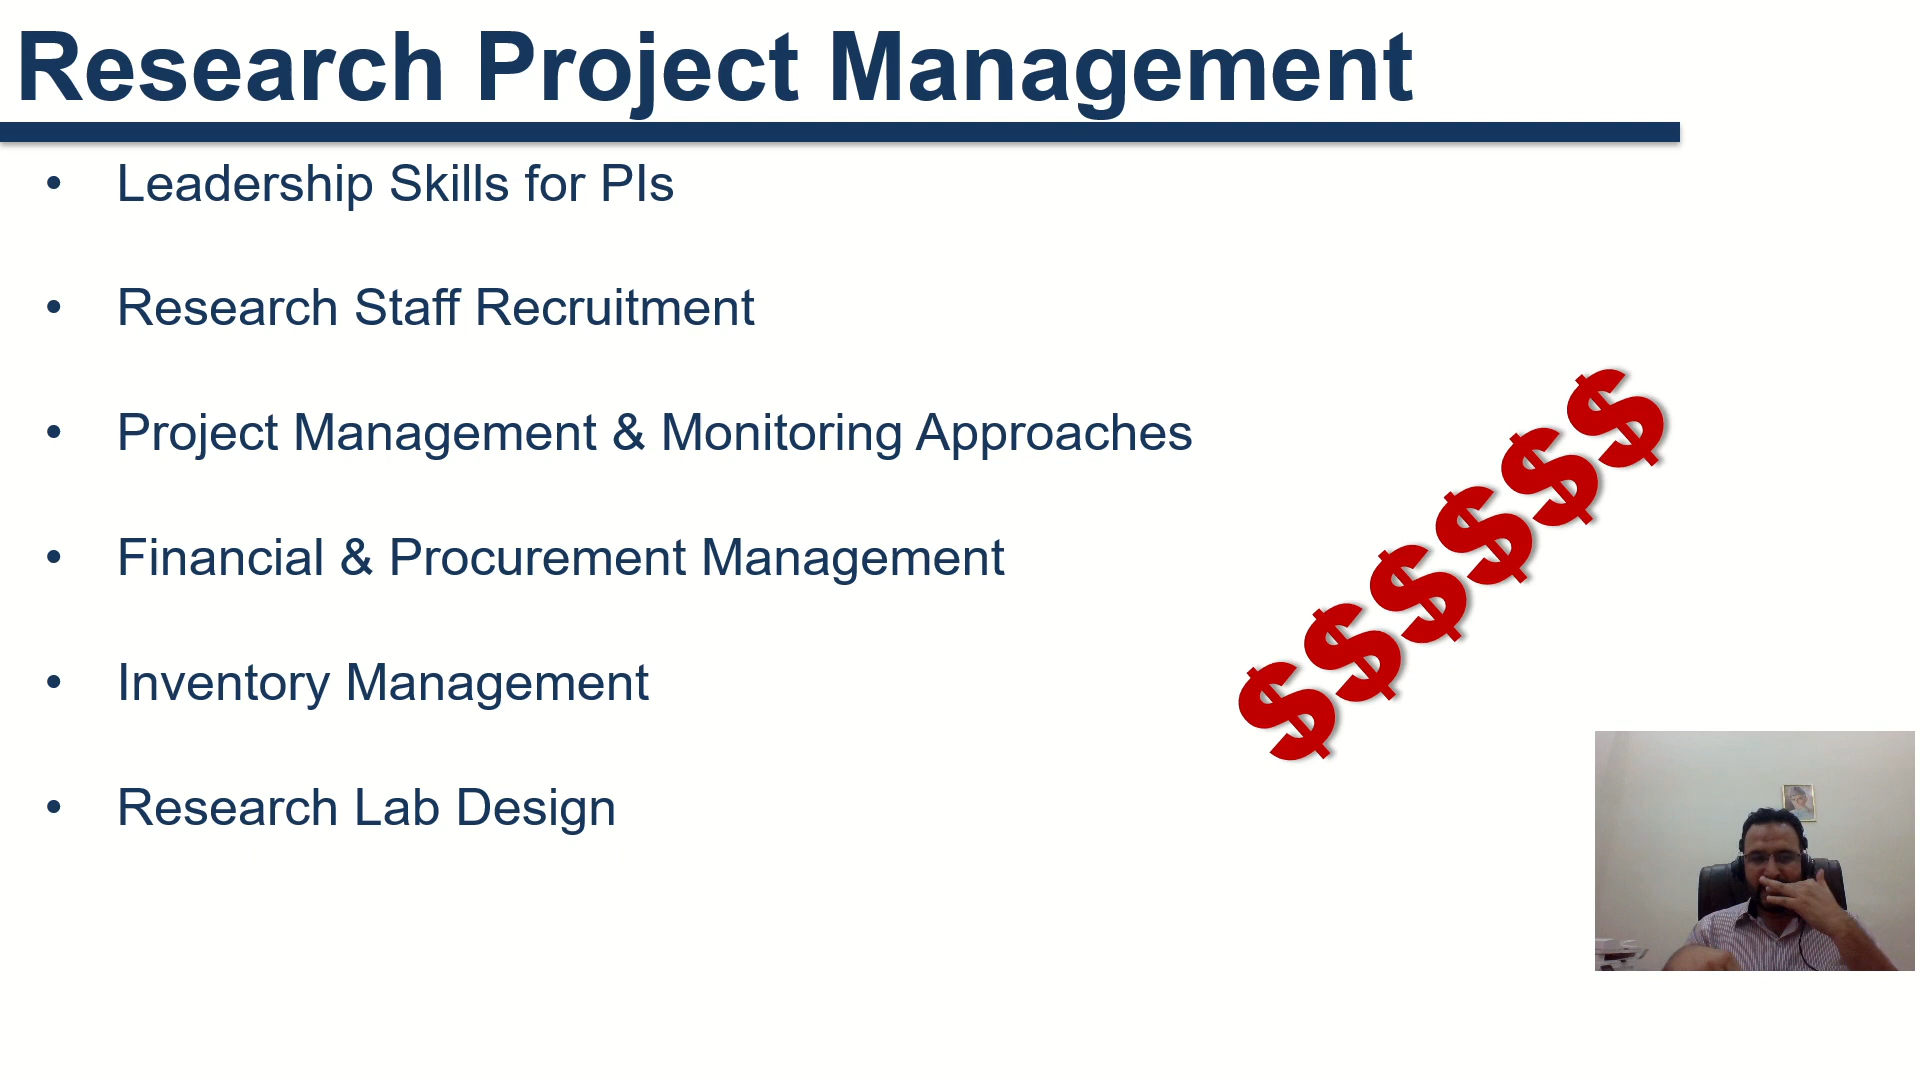 Research Project Management
• Leadership Skills for PIs
• Research Staff Recruitment
• Project Management & Monitoring Approaches
• Financial & Procurement Management
• Inventory Management
• Research Lab Design
$$$$$$